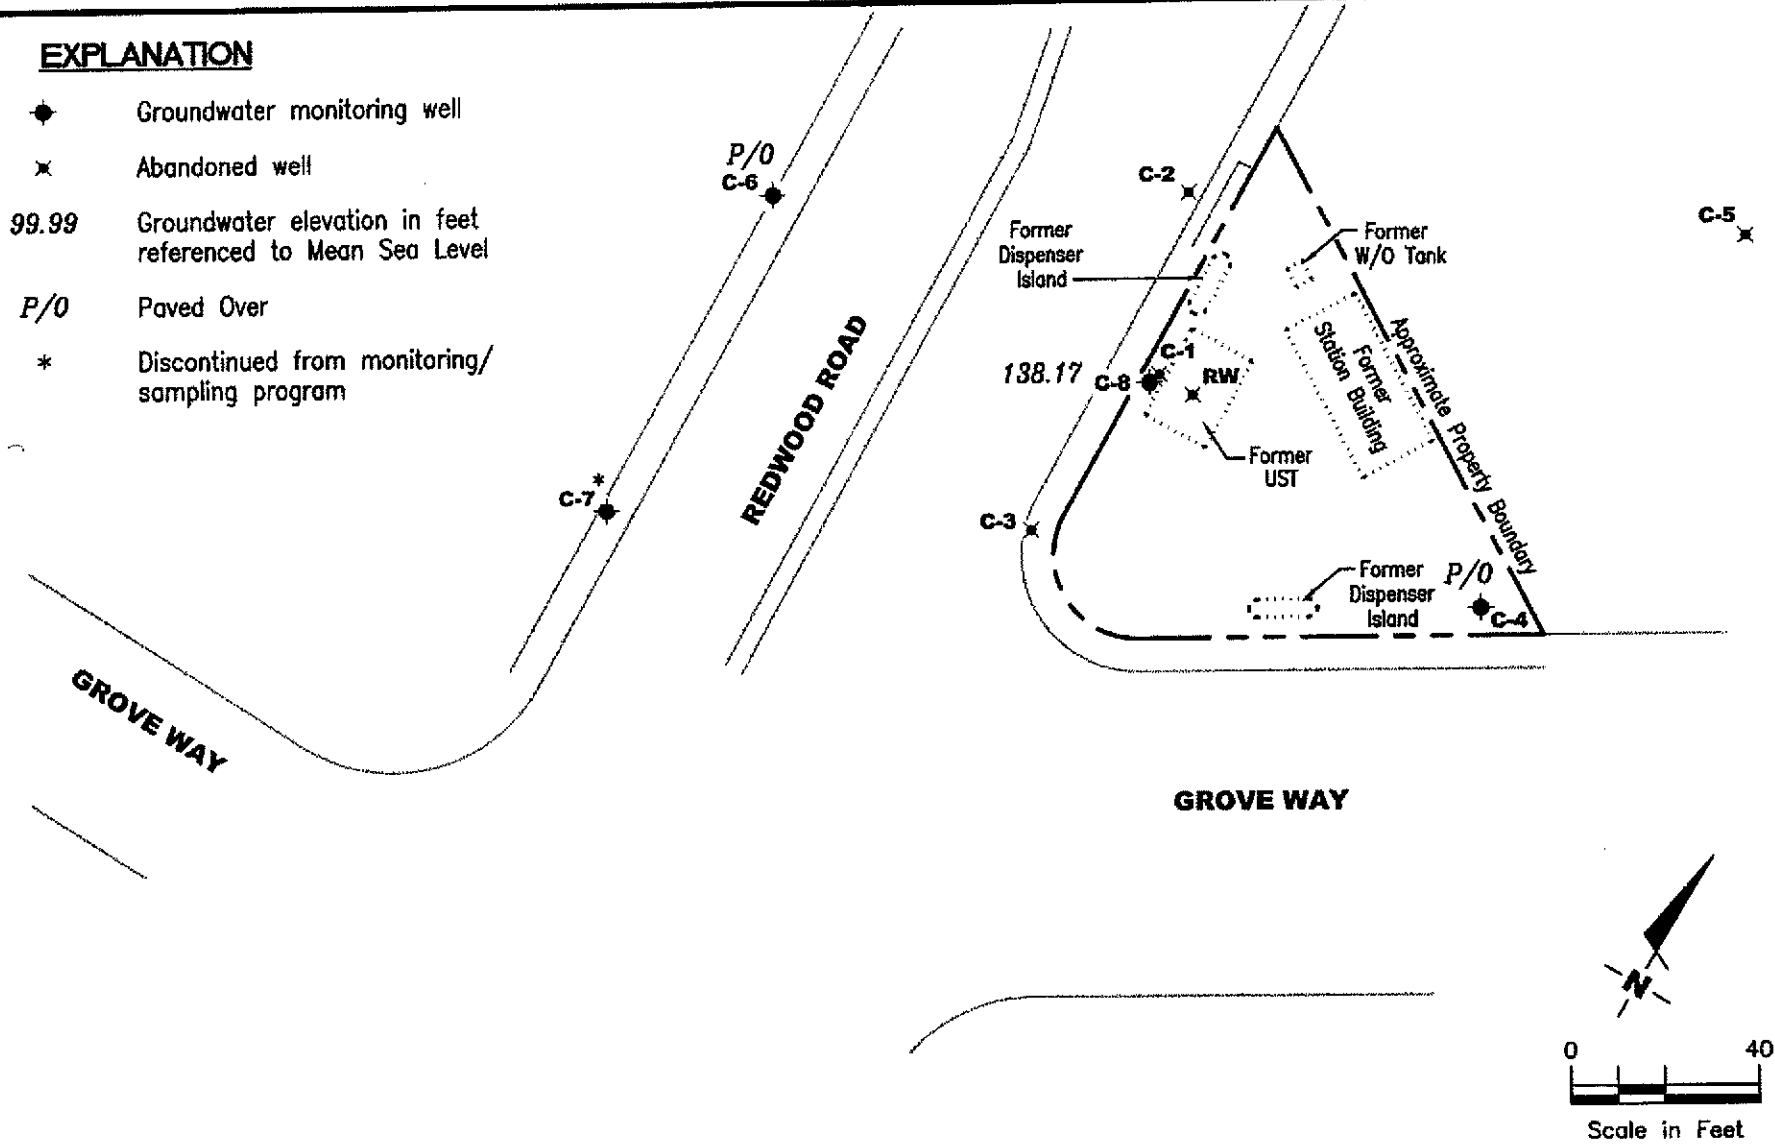 EXPLANATION
Groundwater monitoring well
Abandoned well
99.99 Groundwater elevation in feet
referenced to Mean Sea Level
P/O Paved Over
* Discontinued from monitoring/
sampling program
P/O
C-6
C-2
C-5
Former
Dispenser
Island
Former
W/O Tank
138.17
C-8
C-1
RW
Former
Station Building
Approximate Property Boundary
Former
UST
REDWOOD ROAD
*
C-7
C-3
Former
Dispenser
Island
P/O
C-4
GROVE WAY
GROVE WAY
N
0 40
Scale in Feet